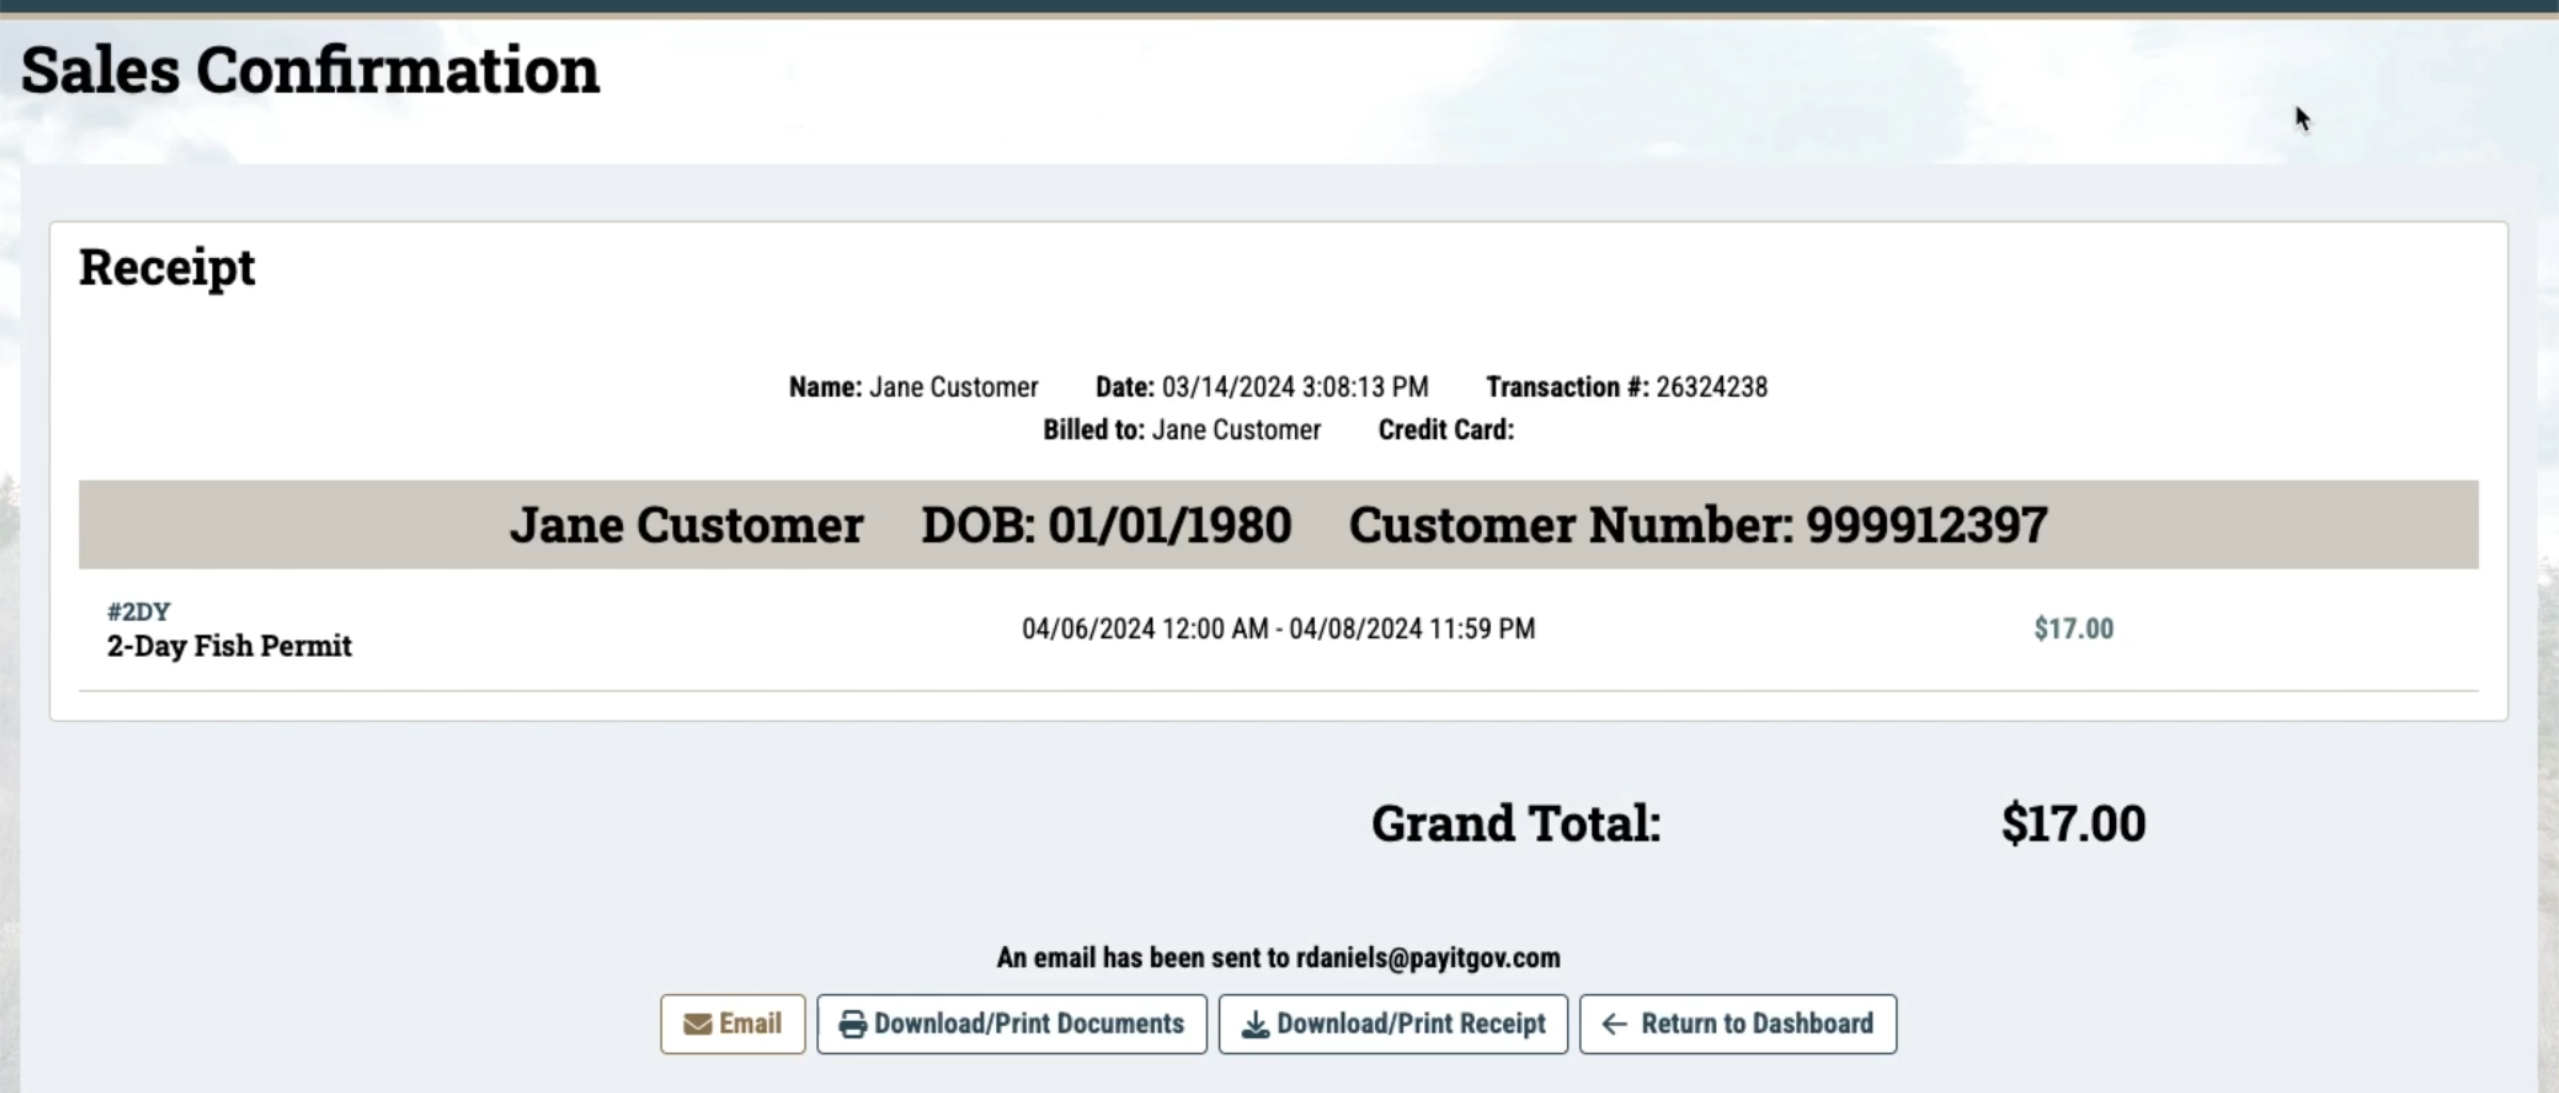 Sales Confirmation
Receipt
Name: Jane Customer Date: 03/14/2024 3:08:13 PM Transaction #: 26324238
Billed to: Jane Customer Credit Card:
Jane Customer DOB: 01/01/1980 Customer Number: 999912397
#2DY
2-Day Fish Permit
04/06/2024 12:00 AM - 04/08/2024 11:59 PM
$17.00
Grand Total: $17.00
An email has been sent to rdaniels@payitgov.com
Email Download/Print Documents Download/Print Receipt Return to Dashboard